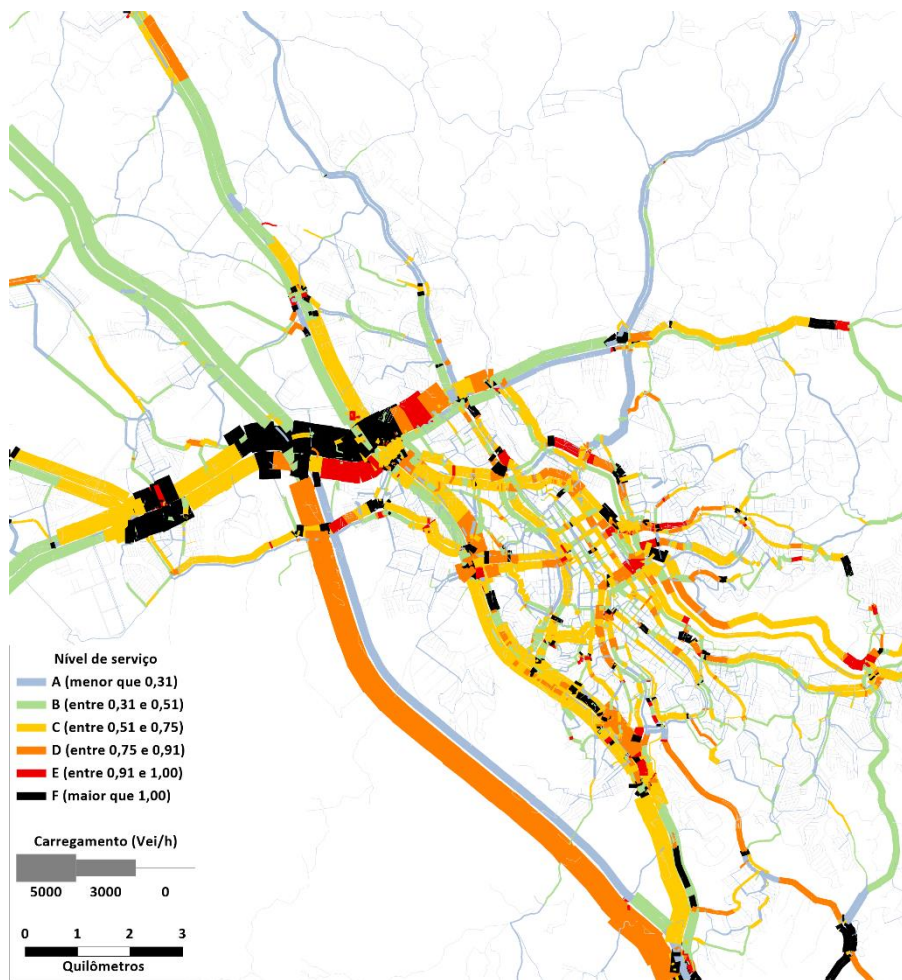 Nível de serviço
A (menor que 0,31)
B (entre 0,31 e 0,51)
C (entre 0,51 e 0,75)
D (entre 0,75 e 0,91)
E (entre 0,91 e 1,00)
F (maior que 1,00)
Carregamento (Vei/h)
5000 3000 0
0 1 2 3
Quilômetros